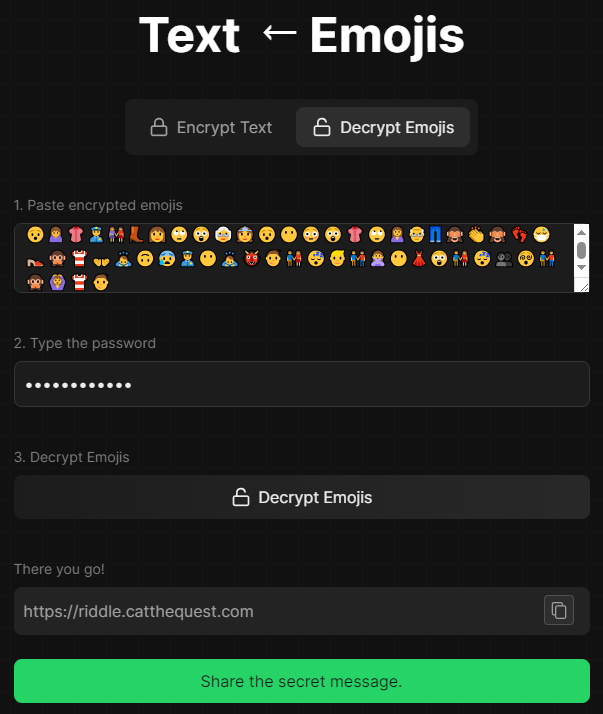 Text ← Emojis
Encrypt Text
Decrypt Emojis
1. Paste encrypted emojis
2. Type the password
••••••••••••
3. Decrypt Emojis
Decrypt Emojis
There you go!
https://riddle.catthequest.com
Share the secret message.